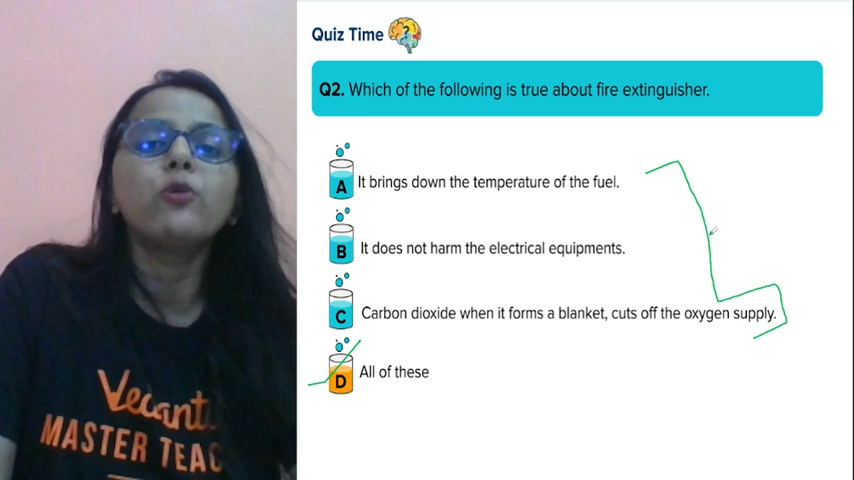 Quiz Time
?
Q2. Which of the following is true about fire extinguisher.
A It brings down the temperature of the fuel.
B It does not harm the electrical equipments.
C Carbon dioxide when it forms a blanket, cuts off the oxygen supply.
D All of these
MASTER